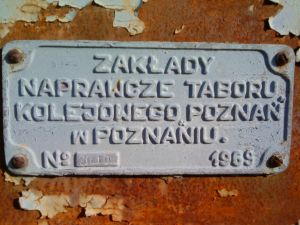 ZAKŁADY
NAPRAWCZE TABORU
KOLEJOWEGO POZNAŃ
W POZNANIU.
Nº 1969